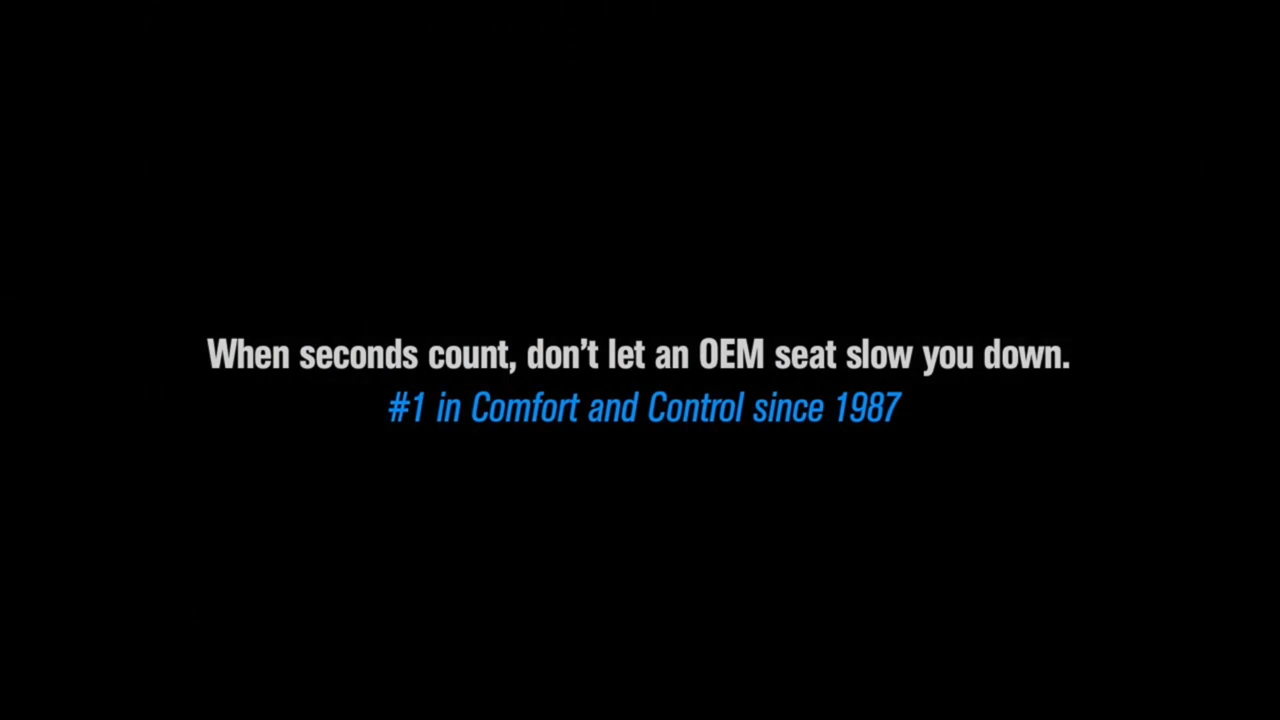 When seconds count, don’t let an OEM seat slow you down.
#1 in Comfort and Control since 1987